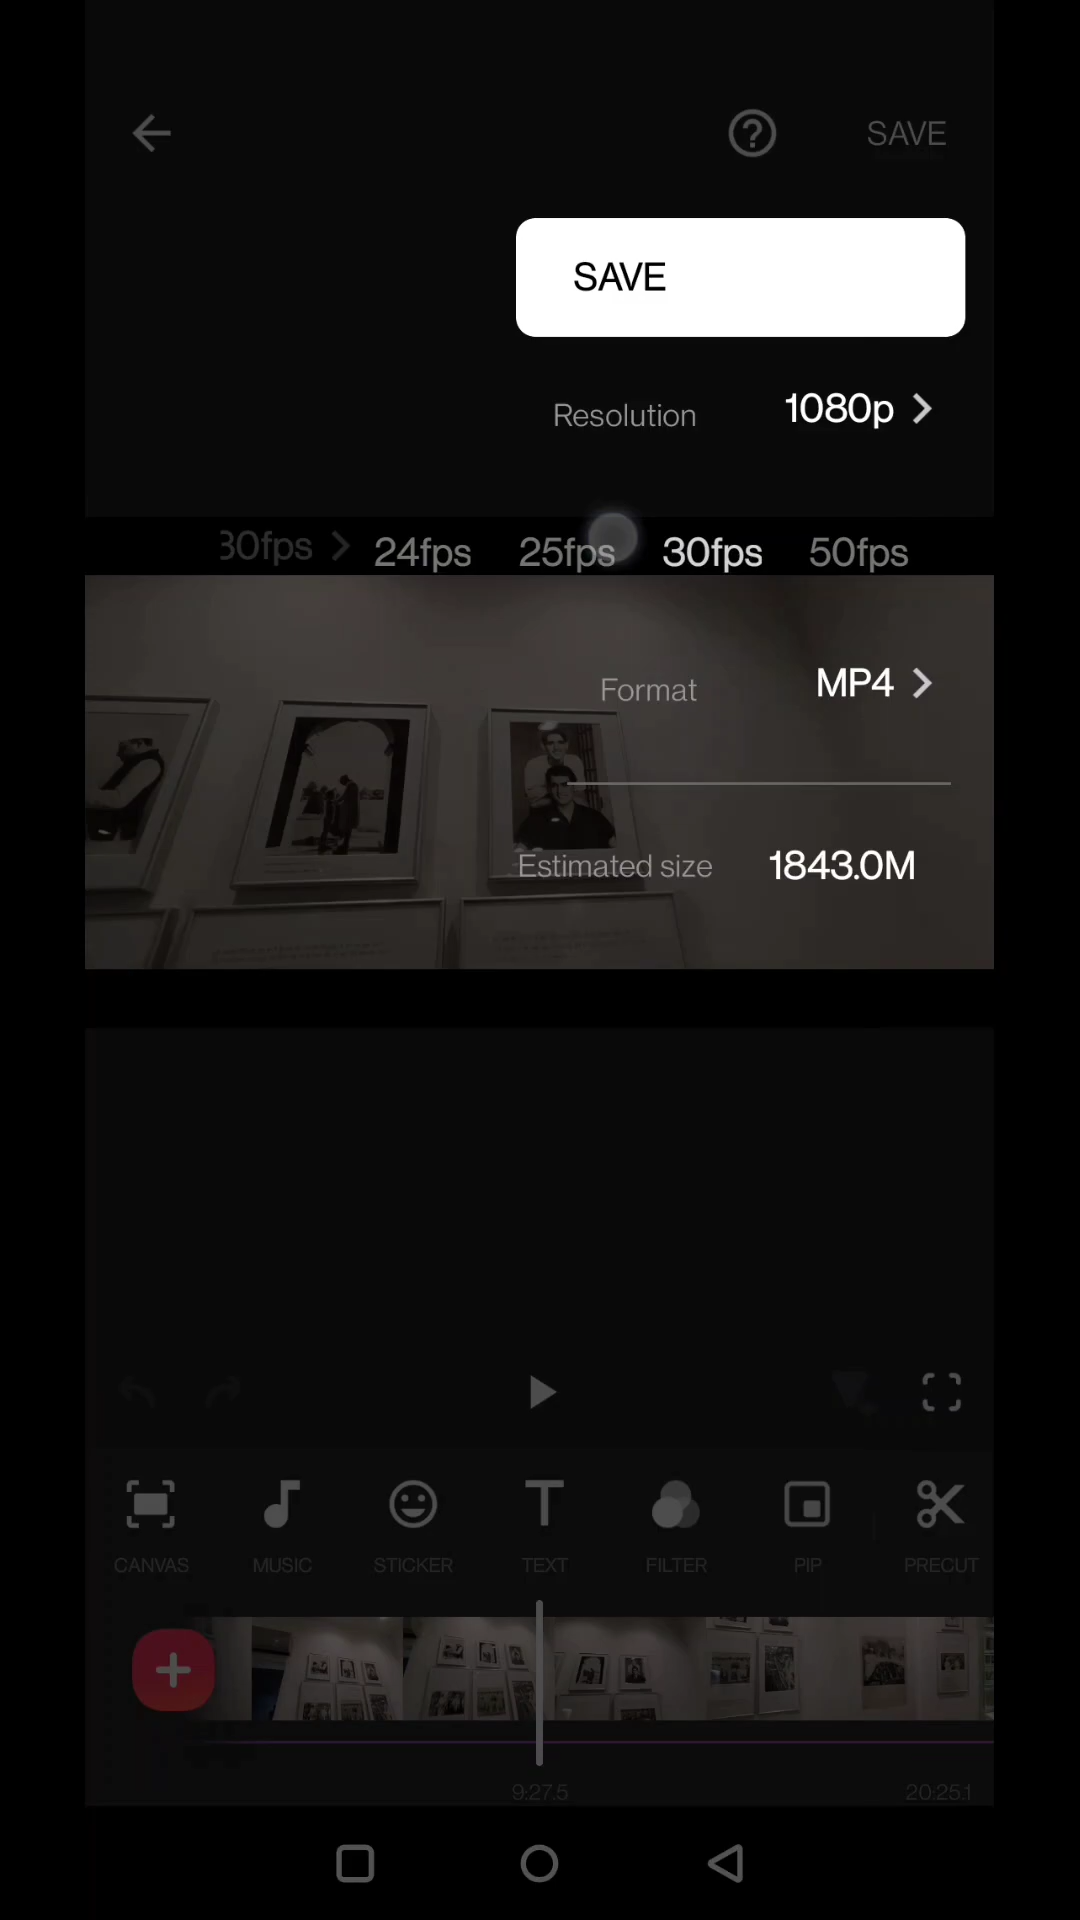 SAVE
SAVE
Resolution 1080p
30fps 24fps 25fps 30fps 50fps
Format MP4
Estimated size 1843.0M
CANVAS MUSIC STICKER TEXT FILTER PIP PRECUT
9:27.5 20:25.1